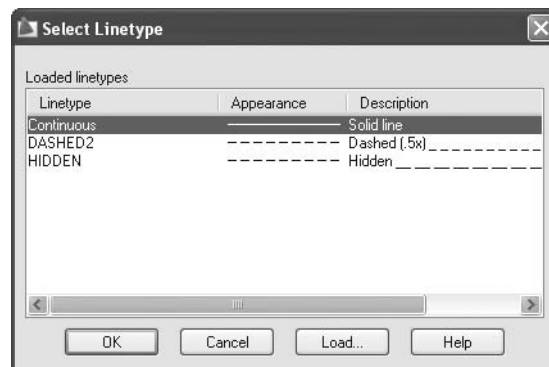 Select Linetype
Loaded linetypes
Linetype Appearance Description
Continuous Solid line
DASHED2 Dashed (.5x)
HIDDEN Hidden
OK Cancel Load... Help